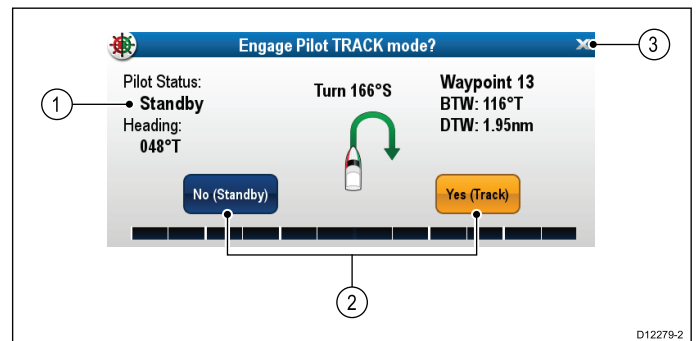 Engage Pilot TRACK mode?
X
3
Pilot Status:
Standby
Heading:
048°T
1
Turn 166°S
Waypoint 13
BTW: 116°T
DTW: 1.95nm
No (Standby)
Yes (Track)
2
D12279-2